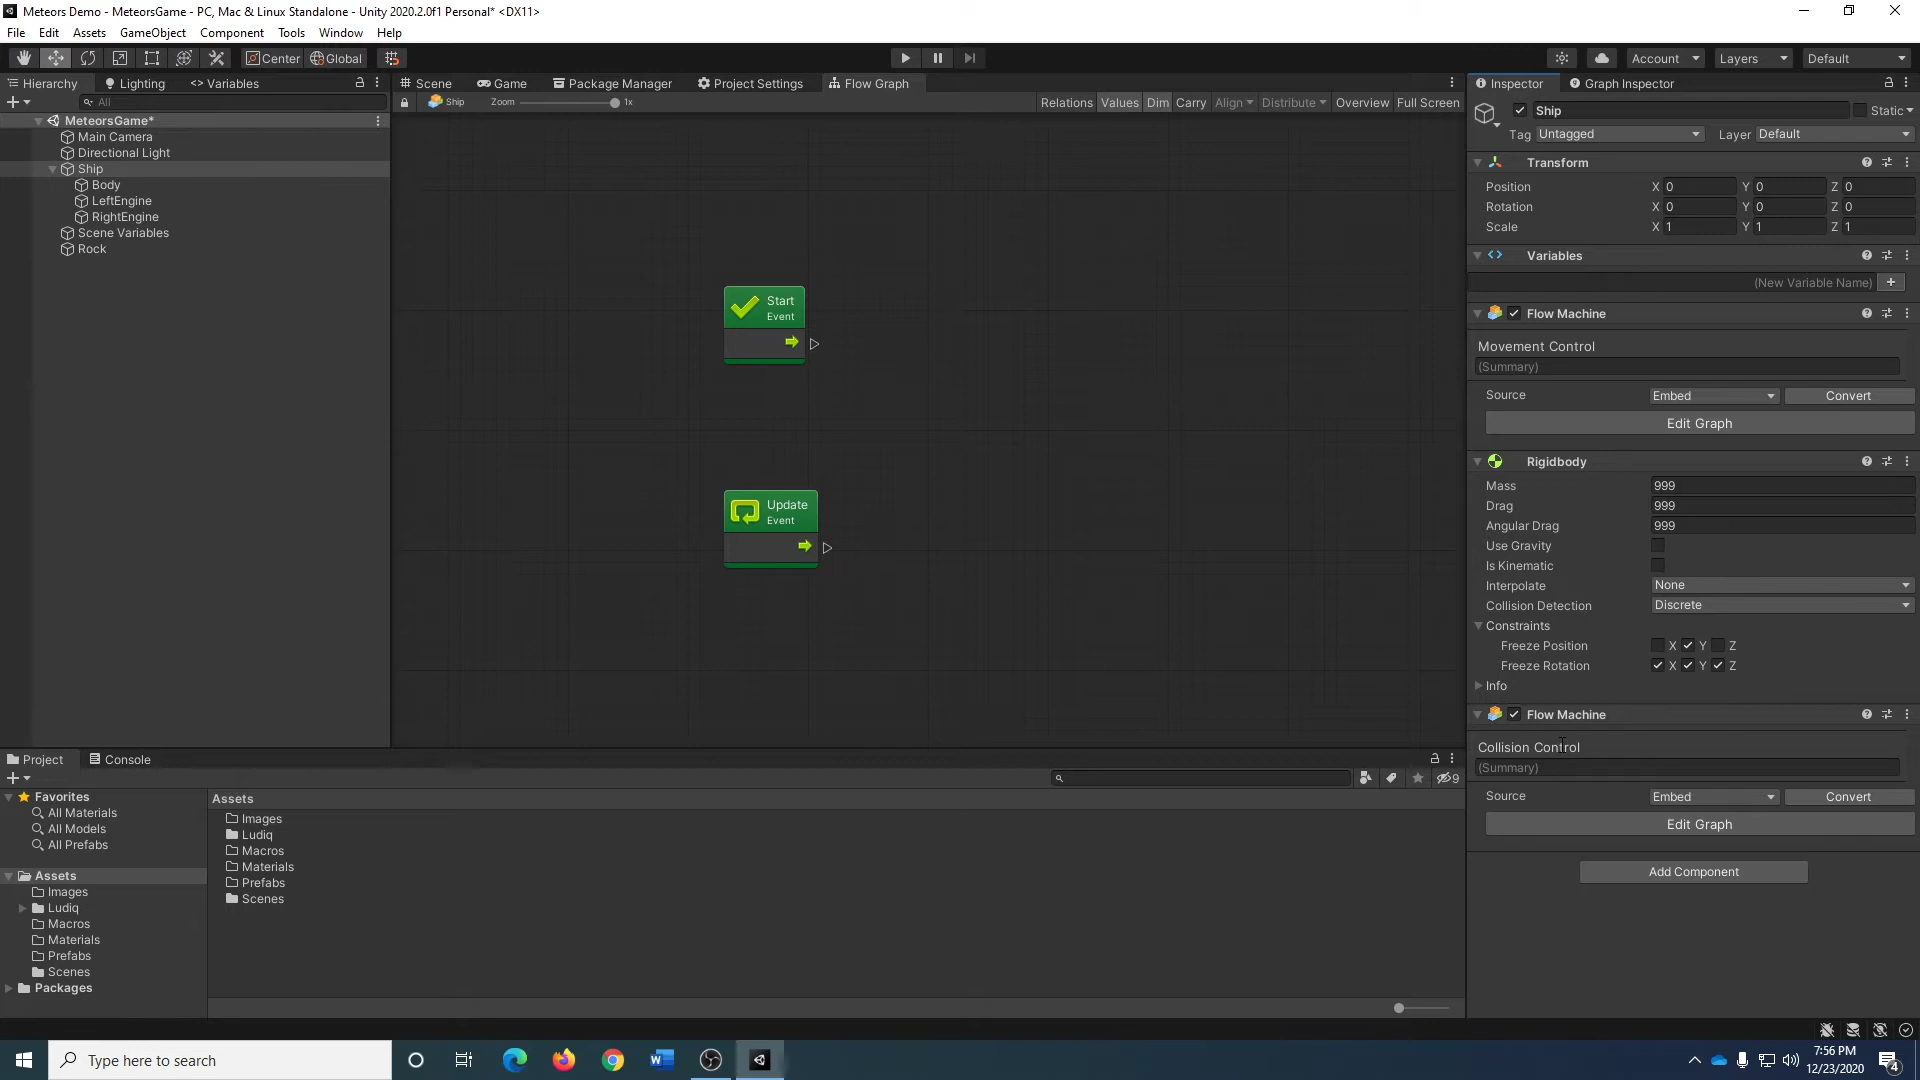 Meteors Demo - MeteorsGame - PC, Mac & Linux Standalone - Unity 2020.2.0f1 Personal* <DX11>
File Edit Assets GameObject Component Tools Window Help
Center Global Account Layers Default
Hierarchy Lighting <> Variables Scene Game Package Manager Project Settings Flow Graph Inspector Graph Inspector
All Ship Zoom 1x Relations Values Dim Carry Align Distribute Overview Full Screen
MeteorsGame*
Main Camera
Directional Light
Ship
Body
LeftEngine
RightEngine
Scene Variables
Rock
Start
Event
Update
Event
Ship Static
Tag Untagged Layer Default
Transform
Position X 0 Y 0 Z 0
Rotation X 0 Y 0 Z 0
Scale X 1 Y 1 Z 1
<> Variables
(New Variable Name) +
Flow Machine
Movement Control
(Summary)
Source Embed Convert
Edit Graph
Rigidbody
Mass 999
Drag 999
Angular Drag 999
Use Gravity
Is Kinematic
Interpolate None
Collision Detection Discrete
Constraints
Freeze Position X Y Z
Freeze Rotation X Y Z
Info
Flow Machine
Collision Control
(Summary)
Source Embed Convert
Edit Graph
Add Component
Project Console
9
Favorites
All Materials
All Models
All Prefabs
Assets
Images
Ludiq
Macros
Materials
Prefabs
Scenes
Packages
Assets
Images
Ludiq
Macros
Materials
Prefabs
Scenes
Type here to search
7:56 PM
12/23/2020
4